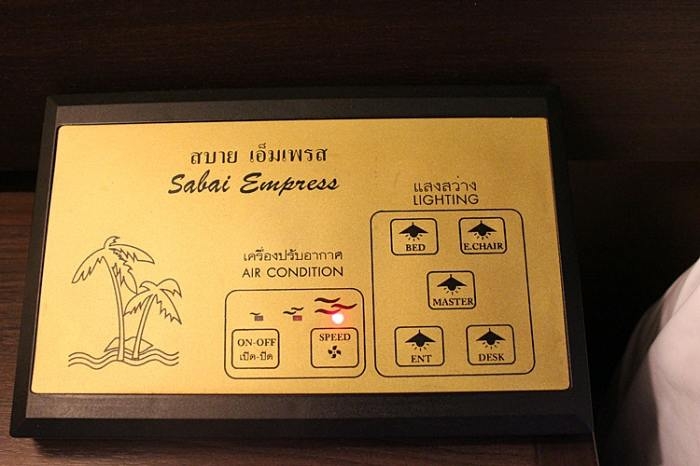 สบาย เอ็มเพรส
Sabai Empress
แสงสว่าง
LIGHTING
BED
E.CHAIR
MASTER
ENT
DESK
เครื่องปรับอากาศ
AIR CONDITION
ON-OFF
เปิด-ปิด
SPEED